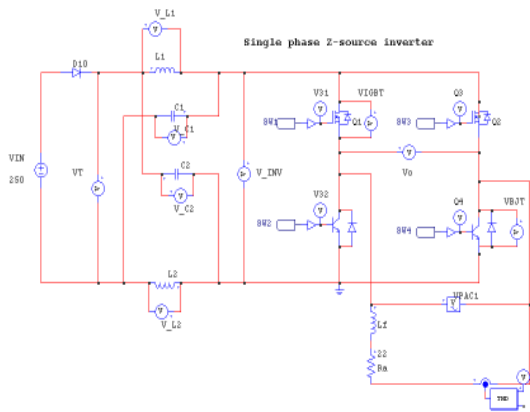 V_L1
Single phase Z-source inverter
D10
L1
V31
VIGBT
Q3
C1
SW1
Q1
SW3
Q2
V_C1
VIN
250
VT
C2
V_INV
Vo
V_C2
V32
Q4
VBJT
SW2
SW4
L2
V_L2
VPAC1
Lf
22
Ra
THD